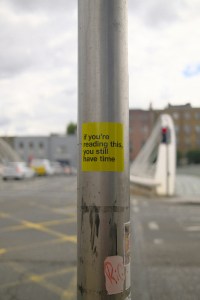 if you're
reading this,
you still
have time